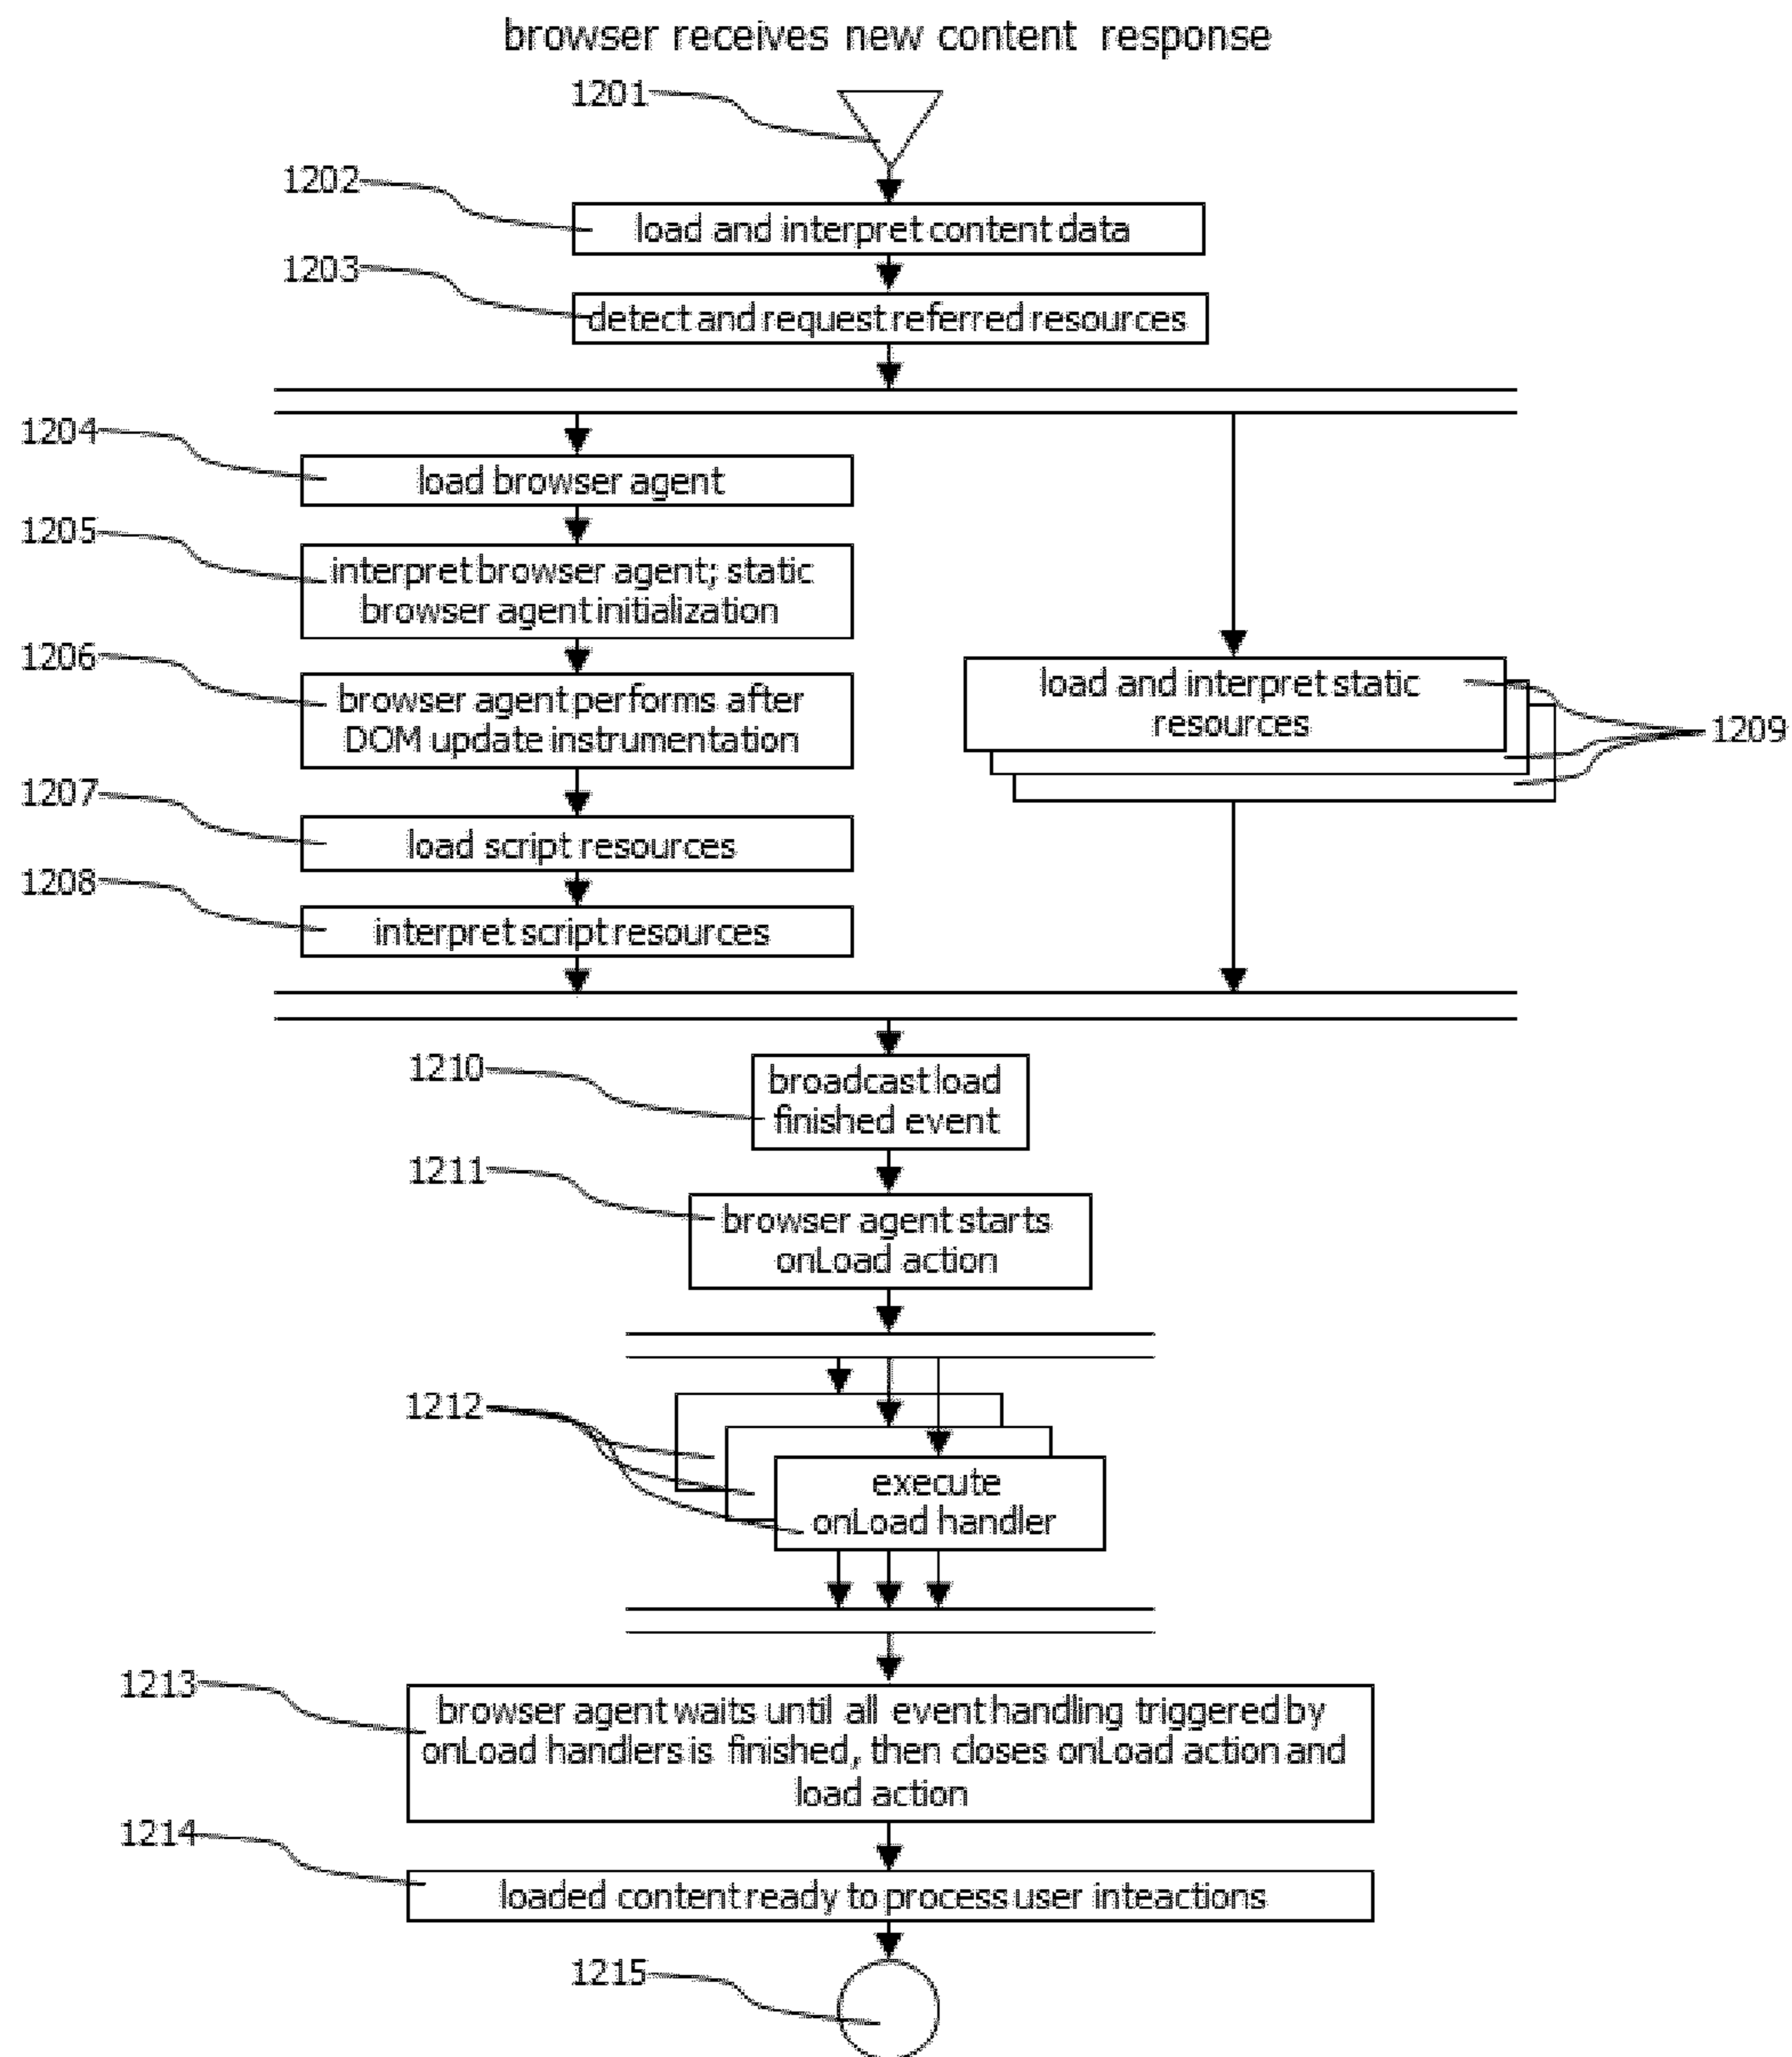 browser receives new content response
1201
1202
load and interpret content data
1203
detect and request referred resources
1204
load browser agent
1205
interpret browser agent; static
browser agent initialization
1206
browser agent performs after
DOM update instrumentation
load and interpret static
resources
1209
1207
load script resources
1208
interpret script resources
1210
broadcast load
finished event
1211
browser agent starts
onLoad action
1212
execute
onLoad handler
1213
browser agent waits until all event handling triggered by
onLoad handlers is finished, then closes onLoad action and
load action
1214
loaded content ready to process user inteactions
1215